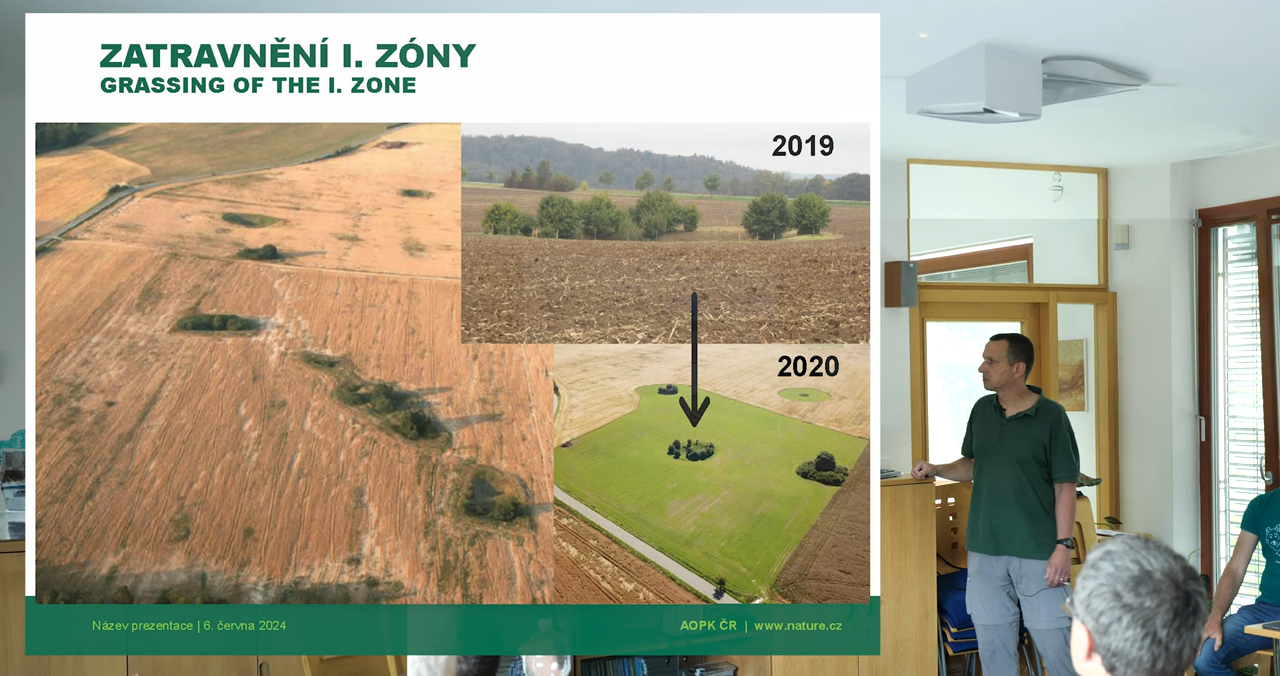 ZATRAVNĚNÍ I. ZÓNY
GRASSING OF THE I. ZONE
2019
2020
Název prezentace | 6. června 2024
AOPK ČR | www.nature.cz